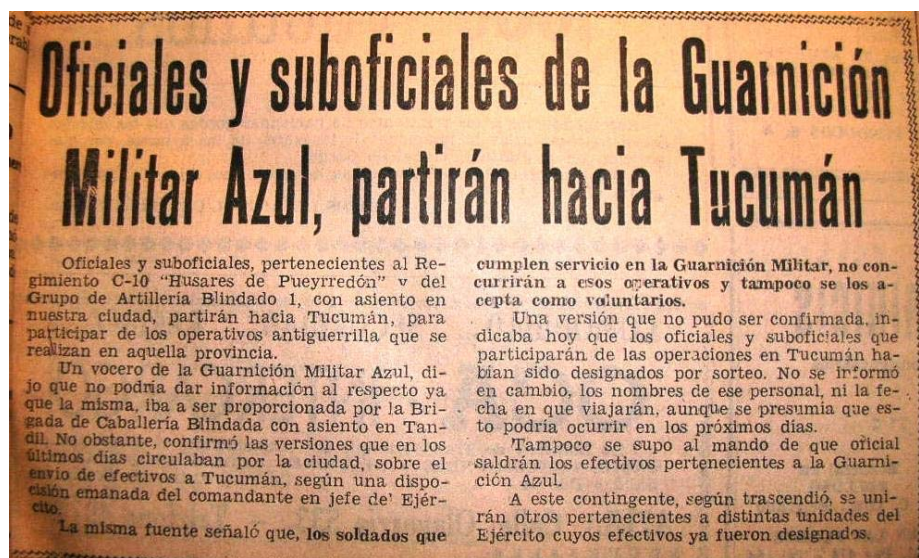 Oficiales y suboficiales de la Guarnición
Militar Azul, partirán hacia Tucumán
Oficiales y suboficiales, pertenecientes al Re-
gimiento C-10 "Husares de Pueyrredón" y del
Grupo de Artillería Blindado 1, con asiento en
nuestra ciudad, partirán hacia Tucumán, para
participar de los operativos antiguerrilla que se
realizan en aquella provincia.
Un vocero de la Guarnición Militar Azul, di-
jo que no podría dar información al respecto ya
que la misma, iba a ser proporcionada por la Bri-
gada de Caballería Blindada con asiento en Tan-
dil. No obstante, confirmó las versiones que en los
últimos días circulaban por la ciudad, sobre el
envío de efectivos a Tucumán, según una dispo-
cisión emanada del comandante en jefe de' Ejér-
cito.
La misma fuente señaló que, los soldados que
cumplen servicio en la Guarnición Militar, no con-
currirán a esos operativos y tampoco se los a-
cepta como voluntarios.
Una versión que no pudo ser confirmada, in-
dicaba hoy que los oficiales y suboficiales que
participarán de las operaciones en Tucumán ha-
bían sido designados por sorteo. No se informó
en cambio, los nombres de ese personal, ni la fe-
cha en que viajarán, aunque se presumía que es-
to podría ocurrir en los próximos días.
Tampoco se supo al mando de que oficial
saldrán los efectivos pertenecientes a la Guarni-
ción Azul.
A este contingente, según trascendió, se uni-
rán otros pertenecientes a distintas unidades del
Ejército cuyos efectivos ya fueron designados.